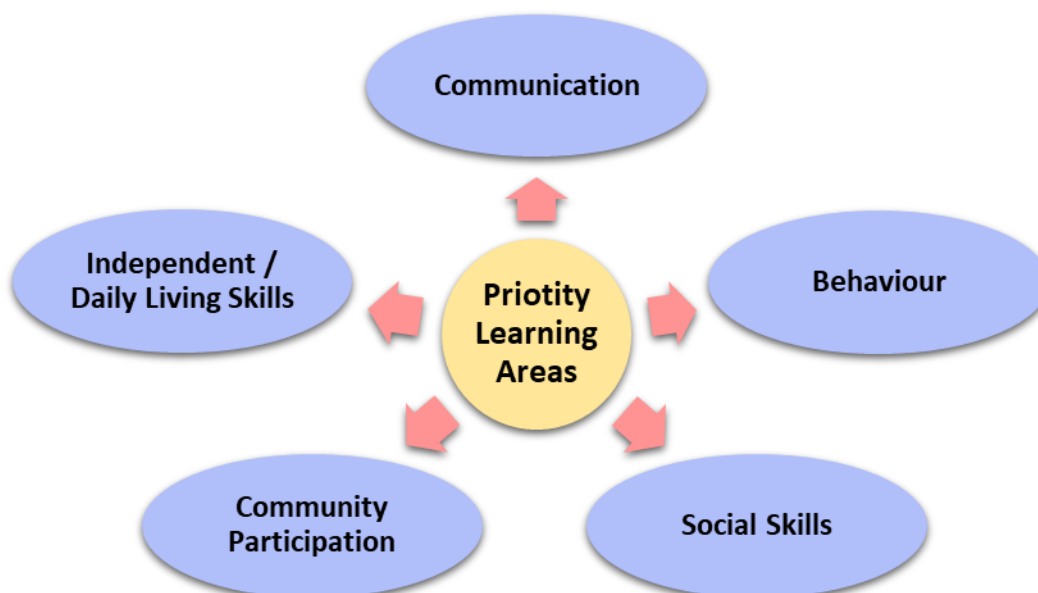 Communication
Independent /
Daily Living Skills
Behaviour
Priotity
Learning
Areas
Community
Participation
Social Skills